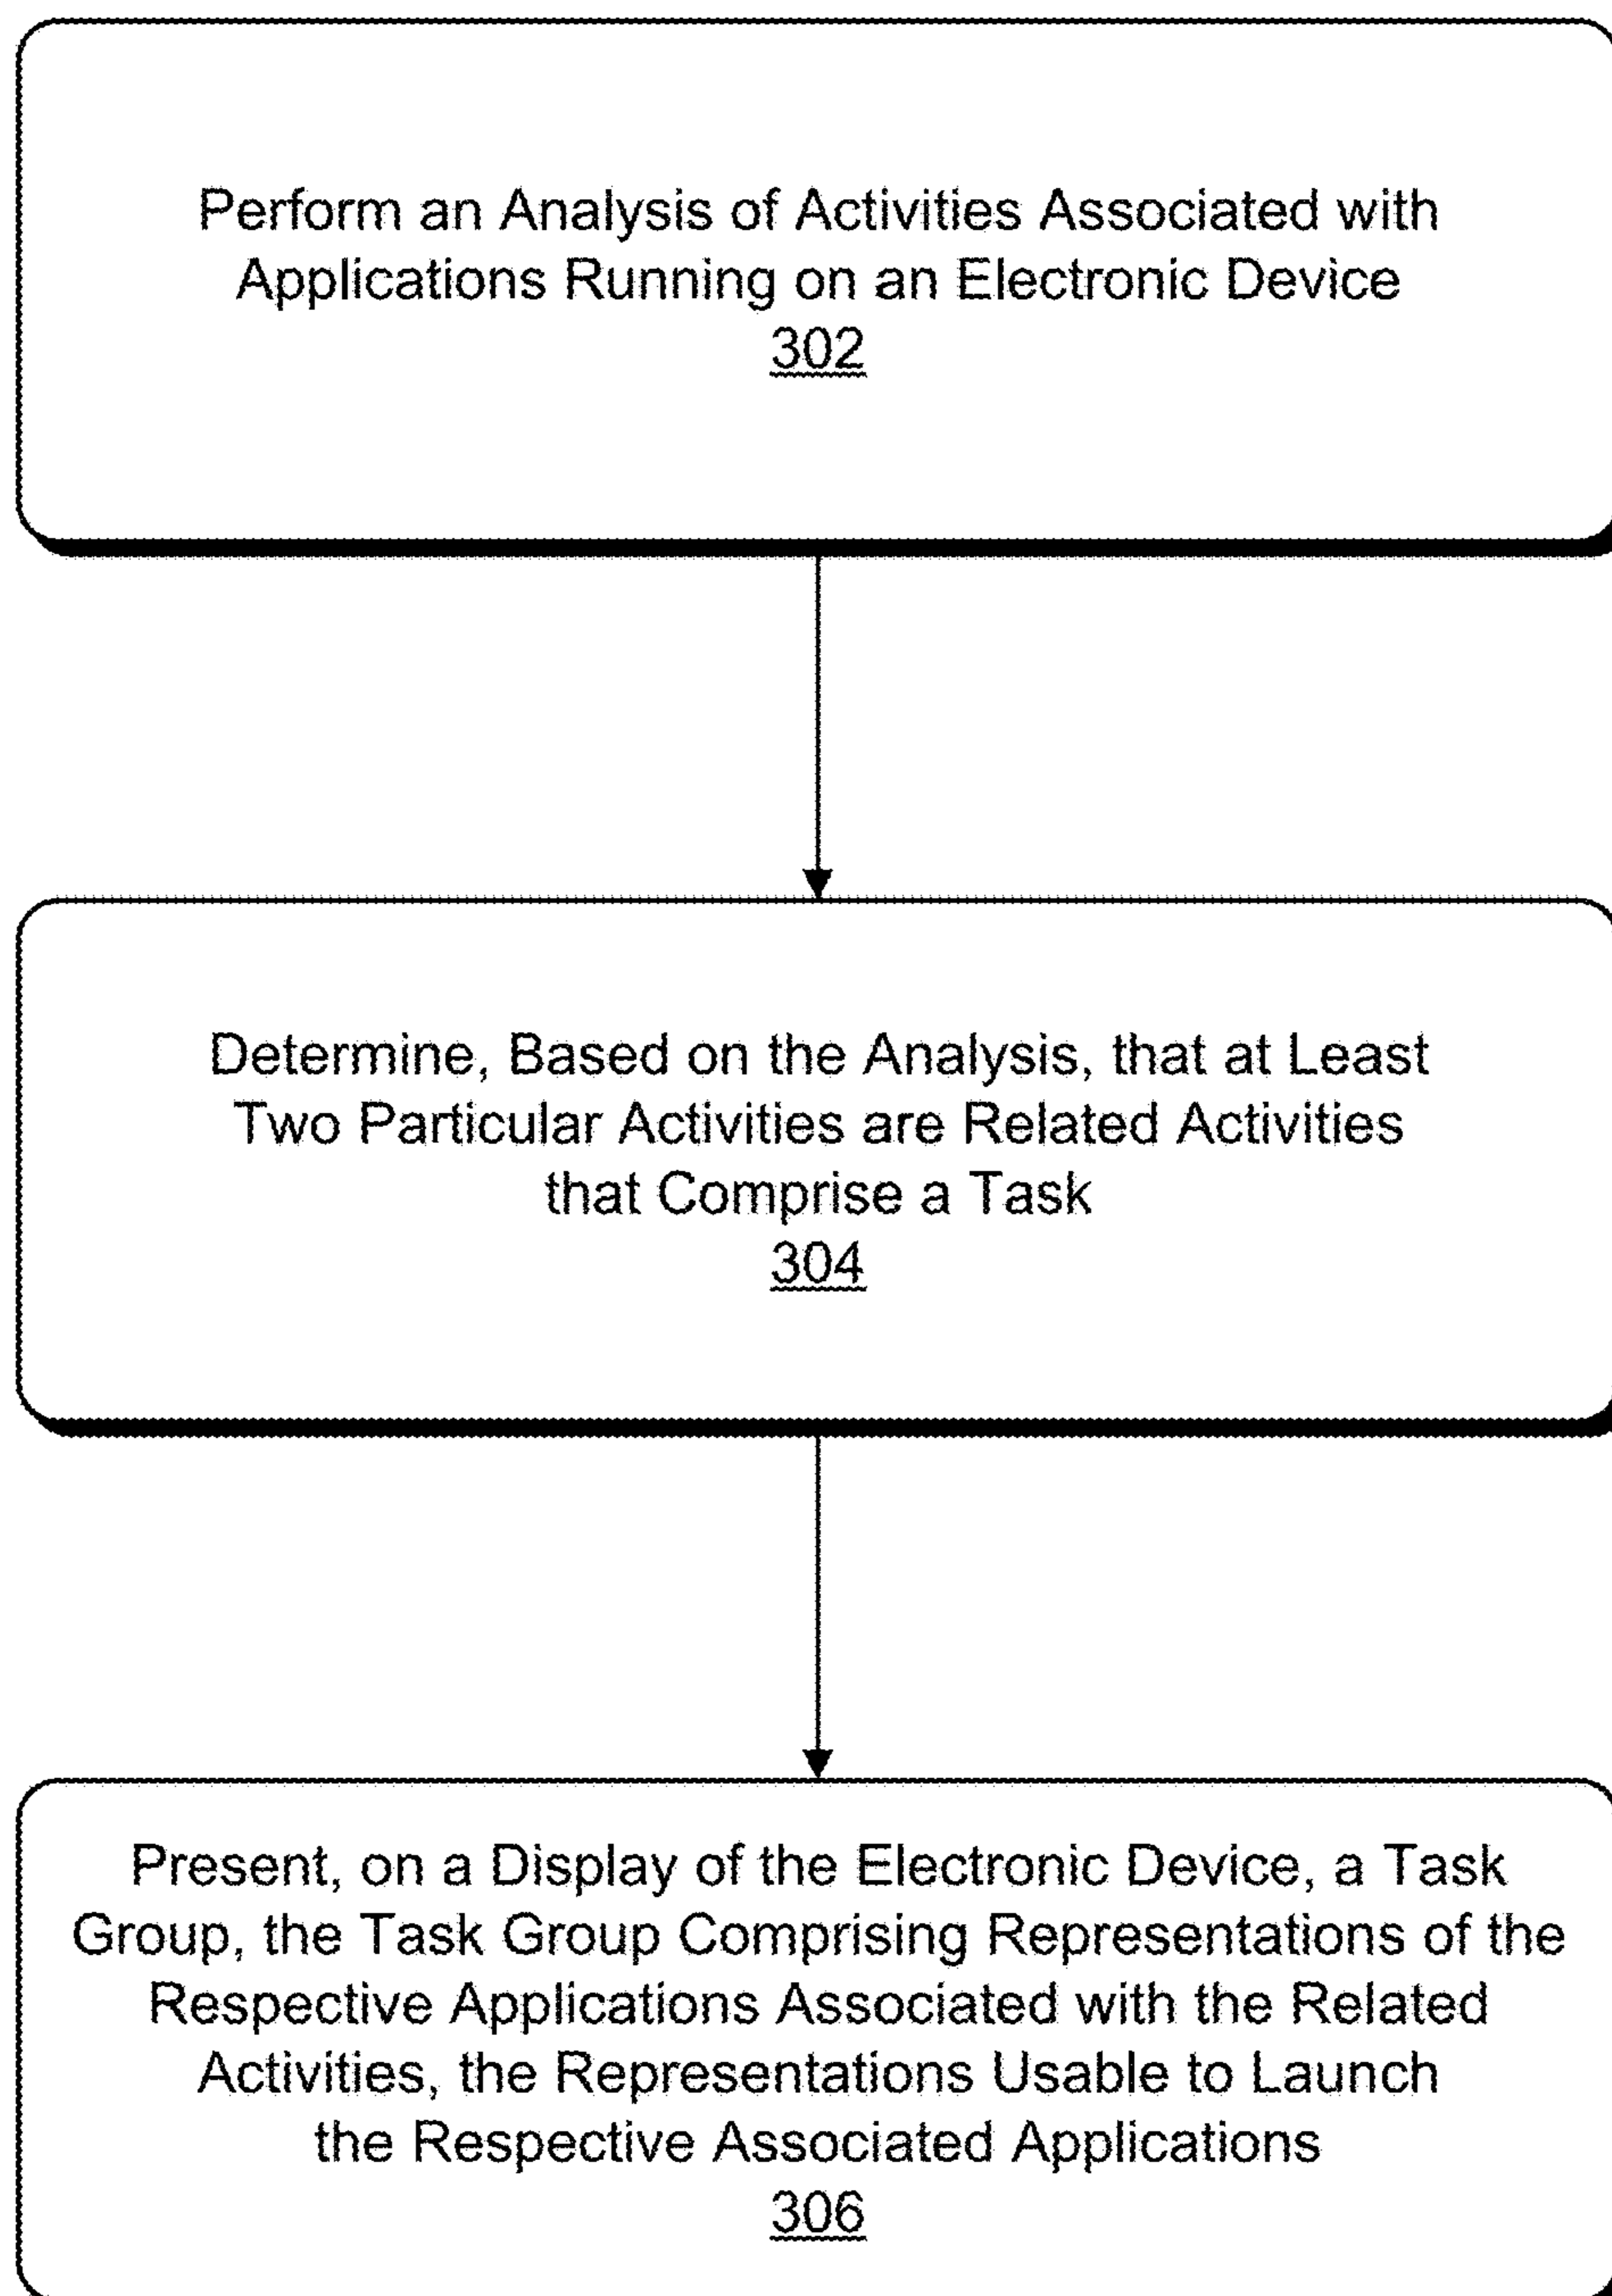 Perform an Analysis of Activities Associated with
Applications Running on an Electronic Device
302
Determine, Based on the Analysis, that at Least
Two Particular Activities are Related Activities
that Comprise a Task
304
Present, on a Display of the Electronic Device, a Task
Group, the Task Group Comprising Representations of the
Respective Applications Associated with the Related
Activities, the Representations Usable to Launch
the Respective Associated Applications
306